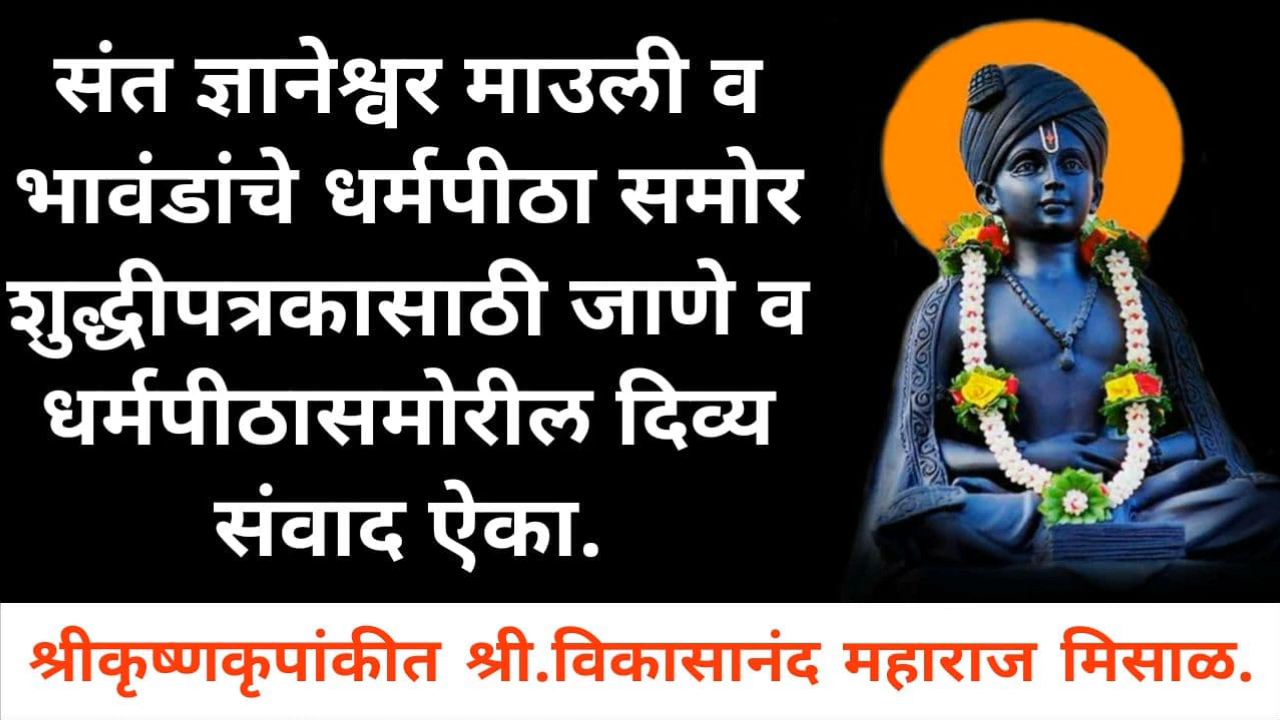 संत ज्ञानेश्वर माउली व
भावंडांचे धर्मपीठा समोर
शुद्धीपत्रकासाठी जाणे व
धर्मपीठासमोरील दिव्य
संवाद ऐका.
श्रीकृष्णकृपांकीत श्री.विकासानंद महाराज मिसाळ.